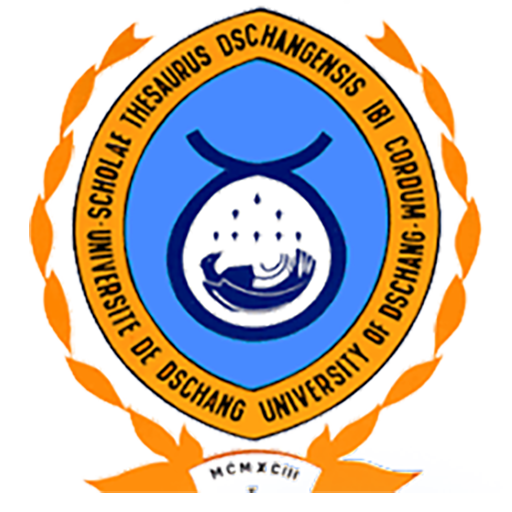 ·SCHOLAE THESAURUS DSCHANGENSIS IBI CORDUM·
UNIVERSITE DE DSCHANG UNIVERSITY OF DSCHANG
MCMXCIII